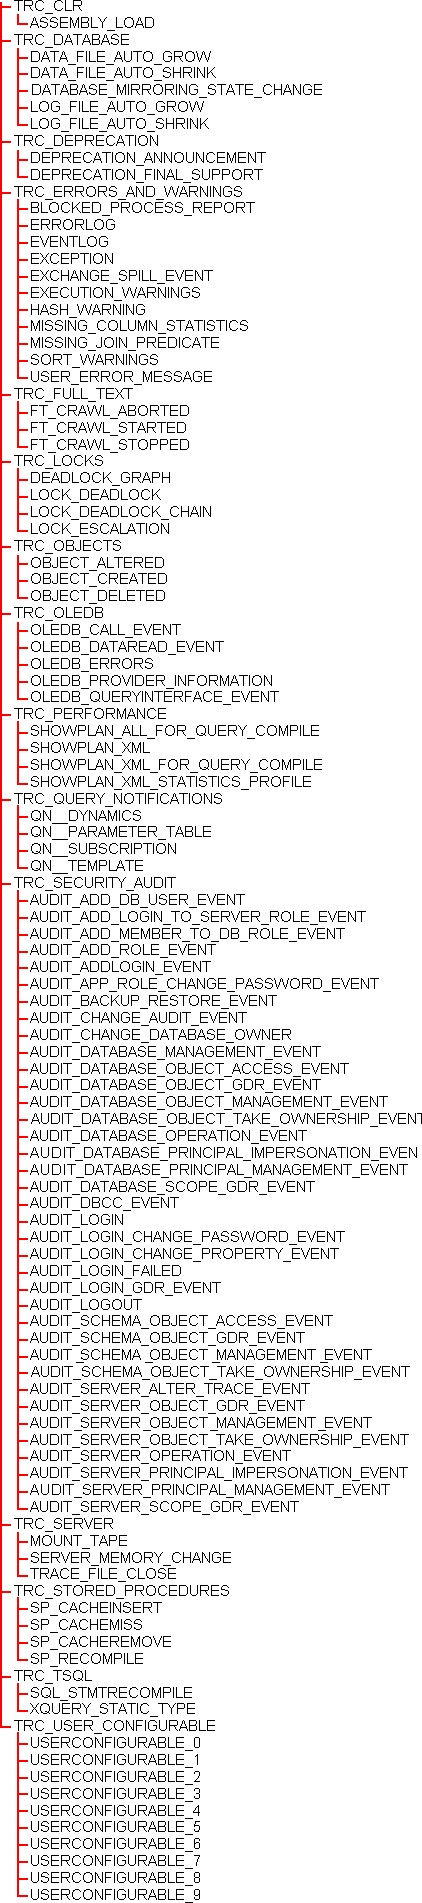 TRC_CLR
ASSEMBLY_LOAD
TRC_DATABASE
DATA_FILE_AUTO_GROW
DATA_FILE_AUTO_SHRINK
DATABASE_MIRRORING_STATE_CHANGE
LOG_FILE_AUTO_GROW
LOG_FILE_AUTO_SHRINK
TRC_DEPRECATION
DEPRECATION_ANNOUNCEMENT
DEPRECATION_FINAL_SUPPORT
TRC_ERRORS_AND_WARNINGS
BLOCKED_PROCESS_REPORT
ERRORLOG
EVENTLOG
EXCEPTION
EXCHANGE_SPILL_EVENT
EXECUTION_WARNINGS
HASH_WARNING
MISSING_COLUMN_STATISTICS
MISSING_JOIN_PREDICATE
SORT_WARNINGS
USER_ERROR_MESSAGE
TRC_FULL_TEXT
FT_CRAWL_ABORTED
FT_CRAWL_STARTED
FT_CRAWL_STOPPED
TRC_LOCKS
DEADLOCK_GRAPH
LOCK_DEADLOCK
LOCK_DEADLOCK_CHAIN
LOCK_ESCALATION
TRC_OBJECTS
OBJECT_ALTERED
OBJECT_CREATED
OBJECT_DELETED
TRC_OLEDB
OLEDB_CALL_EVENT
OLEDB_DATAREAD_EVENT
OLEDB_ERRORS
OLEDB_PROVIDER_INFORMATION
OLEDB_QUERYINTERFACE_EVENT
TRC_PERFORMANCE
SHOWPLAN_ALL_FOR_QUERY_COMPILE
SHOWPLAN_XML
SHOWPLAN_XML_FOR_QUERY_COMPILE
SHOWPLAN_XML_STATISTICS_PROFILE
TRC_QUERY_NOTIFICATIONS
QN__DYNAMICS
QN__PARAMETER_TABLE
QN__SUBSCRIPTION
QN__TEMPLATE
TRC_SECURITY_AUDIT
AUDIT_ADD_DB_USER_EVENT
AUDIT_ADD_LOGIN_TO_SERVER_ROLE_EVENT
AUDIT_ADD_MEMBER_TO_DB_ROLE_EVENT
AUDIT_ADD_ROLE_EVENT
AUDIT_ADDLOGIN_EVENT
AUDIT_APP_ROLE_CHANGE_PASSWORD_EVENT
AUDIT_BACKUP_RESTORE_EVENT
AUDIT_CHANGE_AUDIT_EVENT
AUDIT_CHANGE_DATABASE_OWNER
AUDIT_DATABASE_MANAGEMENT_EVENT
AUDIT_DATABASE_OBJECT_ACCESS_EVENT
AUDIT_DATABASE_OBJECT_GDR_EVENT
AUDIT_DATABASE_OBJECT_MANAGEMENT_EVENT
AUDIT_DATABASE_OBJECT_TAKE_OWNERSHIP_EVENT
AUDIT_DATABASE_OPERATION_EVENT
AUDIT_DATABASE_PRINCIPAL_IMPERSONATION_EVEN
AUDIT_DATABASE_PRINCIPAL_MANAGEMENT_EVENT
AUDIT_DATABASE_SCOPE_GDR_EVENT
AUDIT_DBCC_EVENT
AUDIT_LOGIN
AUDIT_LOGIN_CHANGE_PASSWORD_EVENT
AUDIT_LOGIN_CHANGE_PROPERTY_EVENT
AUDIT_LOGIN_FAILED
AUDIT_LOGIN_GDR_EVENT
AUDIT_LOGOUT
AUDIT_SCHEMA_OBJECT_ACCESS_EVENT
AUDIT_SCHEMA_OBJECT_GDR_EVENT
AUDIT_SCHEMA_OBJECT_MANAGEMENT_EVENT
AUDIT_SCHEMA_OBJECT_TAKE_OWNERSHIP_EVENT
AUDIT_SERVER_ALTER_TRACE_EVENT
AUDIT_SERVER_OBJECT_GDR_EVENT
AUDIT_SERVER_OBJECT_MANAGEMENT_EVENT
AUDIT_SERVER_OBJECT_TAKE_OWNERSHIP_EVENT
AUDIT_SERVER_OPERATION_EVENT
AUDIT_SERVER_PRINCIPAL_IMPERSONATION_EVENT
AUDIT_SERVER_PRINCIPAL_MANAGEMENT_EVENT
AUDIT_SERVER_SCOPE_GDR_EVENT
TRC_SERVER
MOUNT_TAPE
SERVER_MEMORY_CHANGE
TRACE_FILE_CLOSE
TRC_STORED_PROCEDURES
SP_CACHEINSERT
SP_CACHEMISS
SP_CACHEREMOVE
SP_RECOMPILE
TRC_TSQL
SQL_STMTRECOMPILE
XQUERY_STATIC_TYPE
TRC_USER_CONFIGURABLE
USERCONFIGURABLE_0
USERCONFIGURABLE_1
USERCONFIGURABLE_2
USERCONFIGURABLE_3
USERCONFIGURABLE_4
USERCONFIGURABLE_5
USERCONFIGURABLE_6
USERCONFIGURABLE_7
USERCONFIGURABLE_8
USERCONFIGURABLE_9